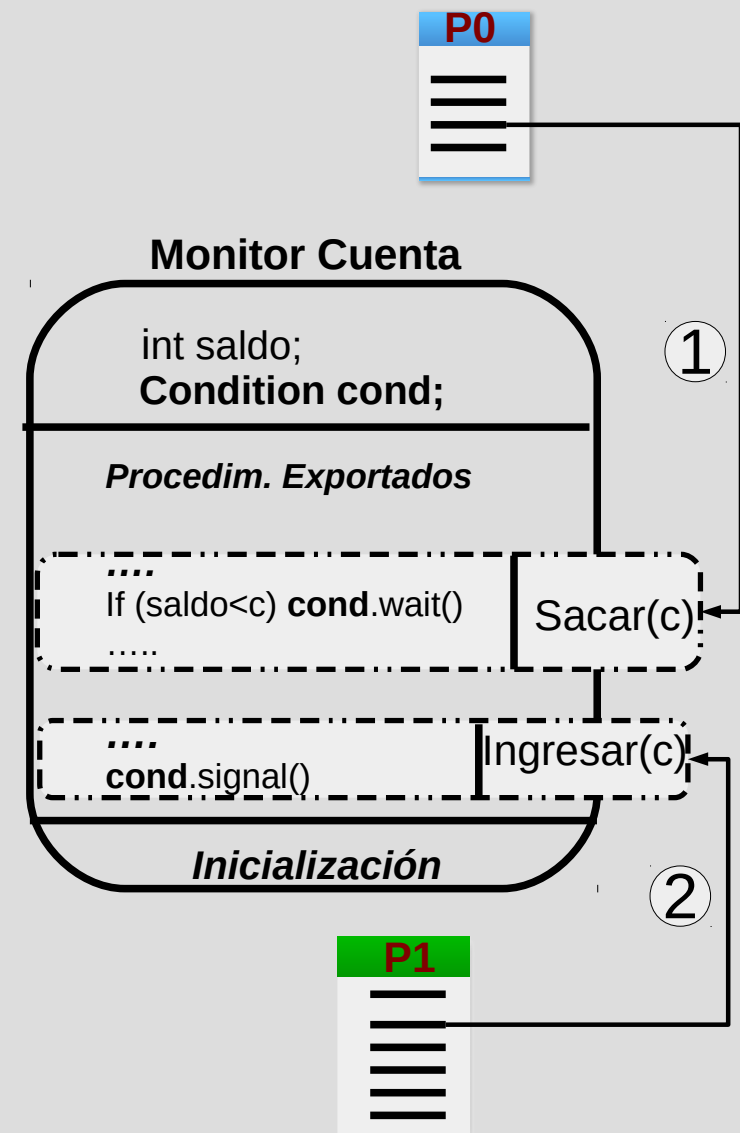 P0
Monitor Cuenta
int saldo;
Condition cond;
1
Procedim. Exportados
....
If (saldo<c) cond.wait()
Sacar(c)
.....
....
Ingresar(c)
cond.signal()
Inicialización
2
P1